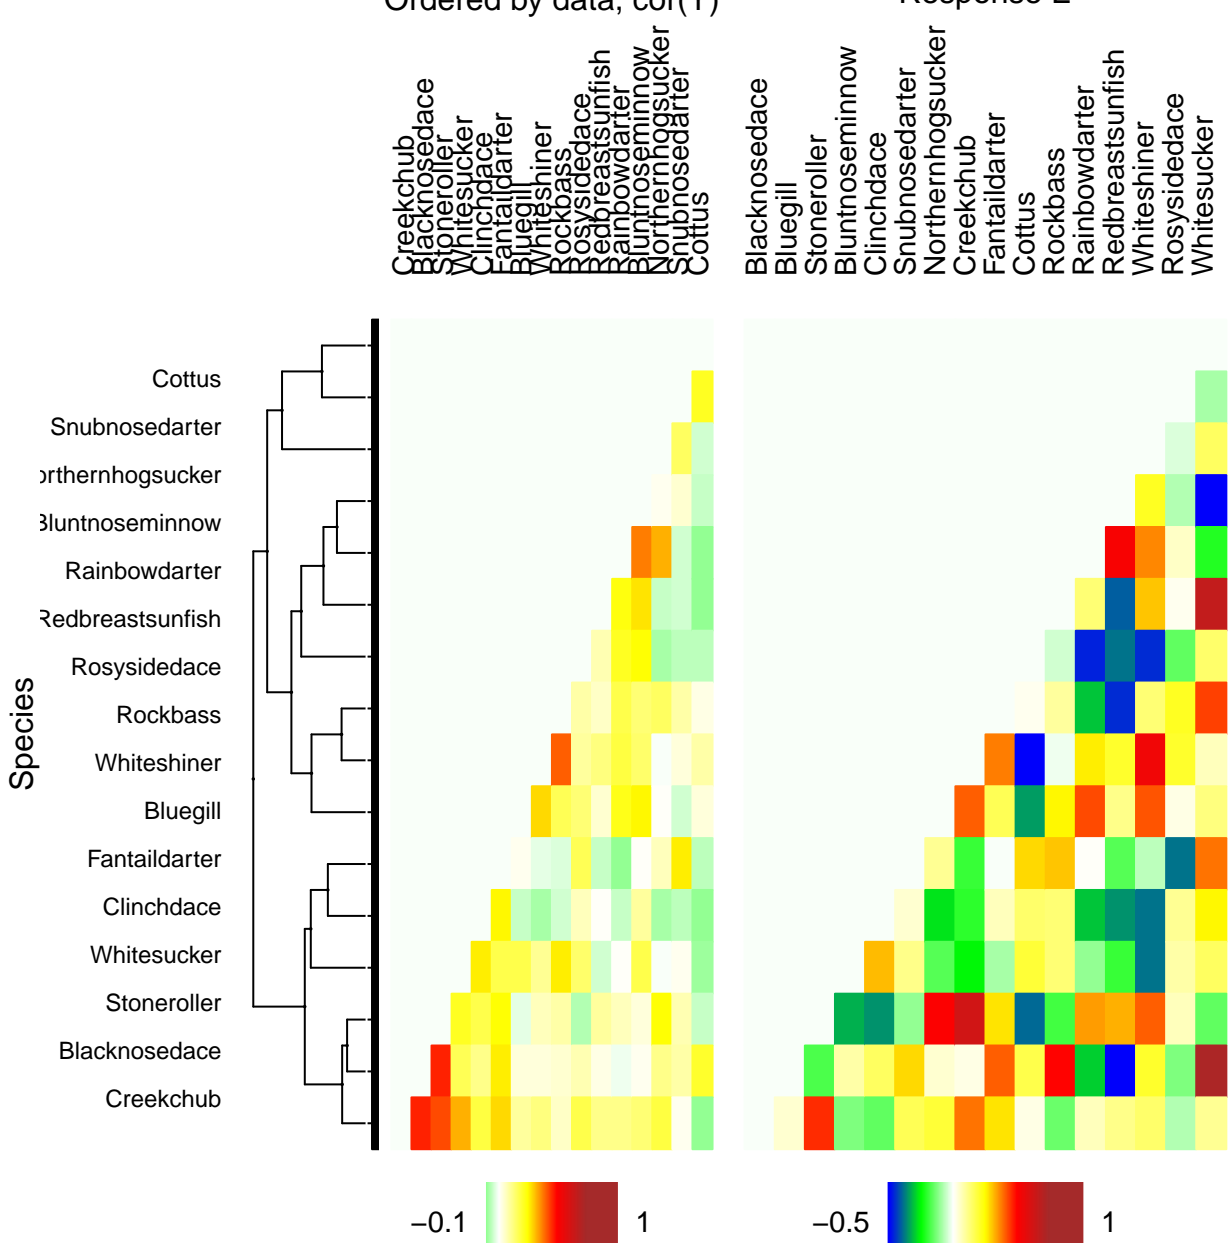 Ordered by data, cor(Y)
Response E
Creekchub
Blacknosedace
Stoneroller
Whitesucker
Clinchdace
Fantaildarter
Bluegill
Whiteshiner
Rockbass
Rosysidedace
Redbreastsunfish
Rainbowdarter
Bluntnoseminnow
Northernhogsucker
Snubnosedarter
Cottus
Blacknosedace
Bluegill
Stoneroller
Bluntnoseminnow
Clinchdace
Snubnosedarter
Northernhogsucker
Creekchub
Fantaildarter
Cottus
Rockbass
Rainbowdarter
Redbreastsunfish
Whiteshiner
Rosysidedace
Whitesucker
Species
Cottus
Snubnosedarter
orthernhogsucker
Bluntnoseminnow
Rainbowdarter
Redbreastsunfish
Rosysidedace
Rockbass
Whiteshiner
Bluegill
Fantaildarter
Clinchdace
Whitesucker
Stoneroller
Blacknosedace
Creekchub
−0.1 1
−0.5 1